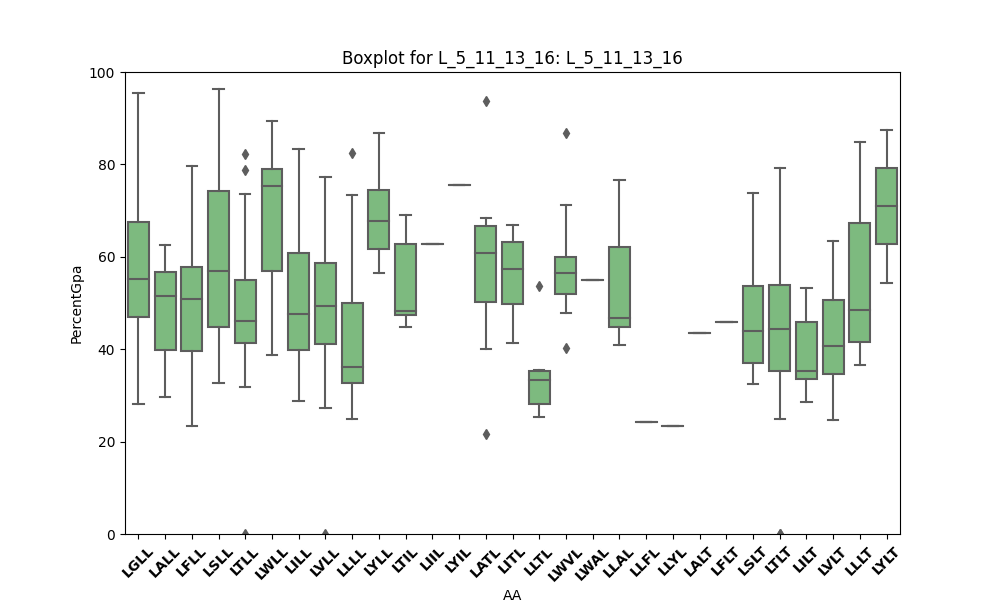 Boxplot for L_5_11_13_16: L_5_11_13_16
100
80
60
40
20
0
PercentGpa
LGLL LALL LFLL LSLL LTLL LWLL LILL LVLL LLLL LYLL LTIL LIIL LYIL LATL LITL LLTL LWVL LWAL LLAL LLFL LLYL LALT LFLT LSLT LTLT LILT LVLT LLLT LYLT
AA